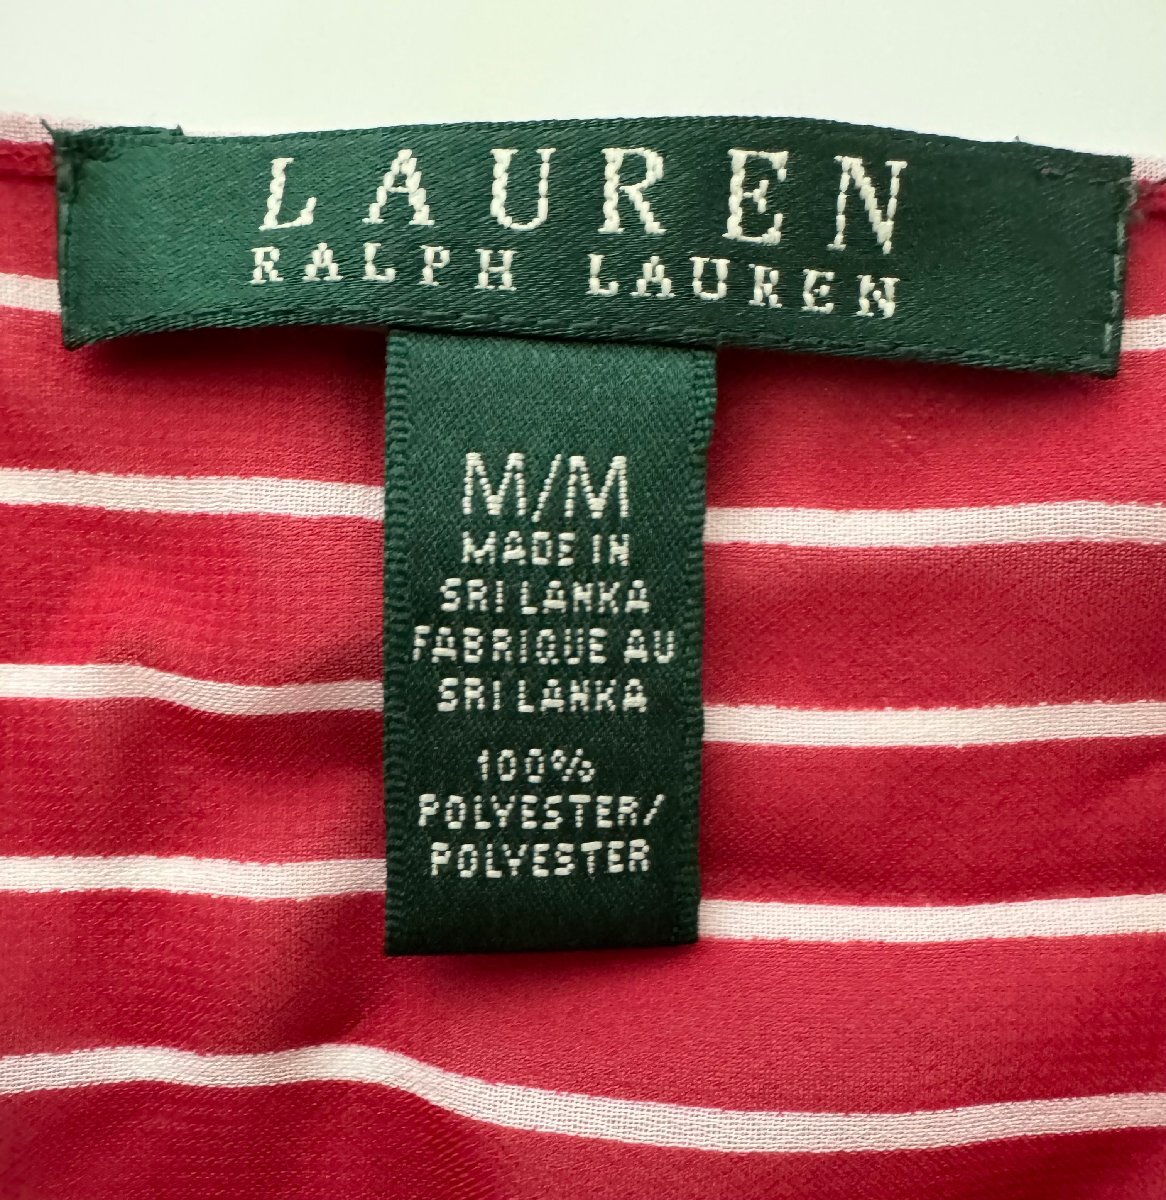 LAUREN
RALPH LAUREN
M/M
MADE IN
SRI LANKA
FABRIQUE AU
SRI LANKA
100%
POLYESTER/
POLYESTER